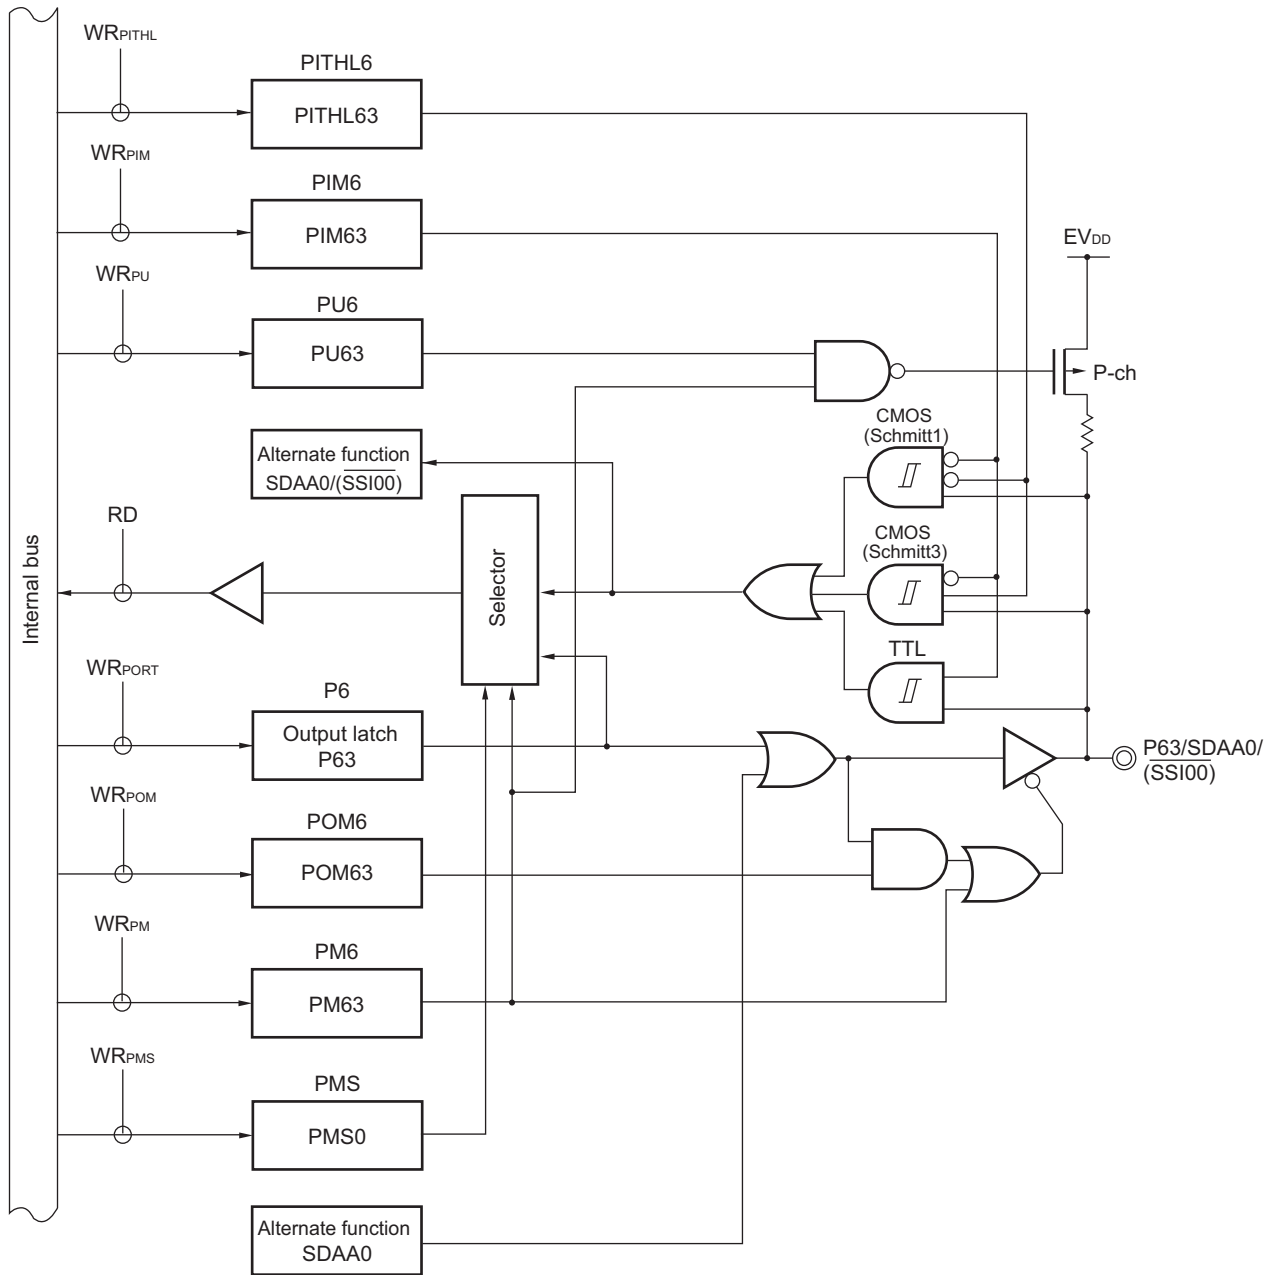 WRPITHL
PITHL6
PITHL63
WRPIM
PIM6
PIM63
WRPU
PU6
PU63
EVDD
P-ch
Alternate function
SDAA0/(SSI00)
CMOS
(Schmitt1)
RD
Selector
CMOS
(Schmitt3)
TTL
Internal bus
WRPORT
P6
Output latch
P63
P63/SDAA0/
(SSI00)
WRPOM
POM6
POM63
WRPM
PM6
PM63
WRPMS
PMS
PMS0
Alternate function
SDAA0